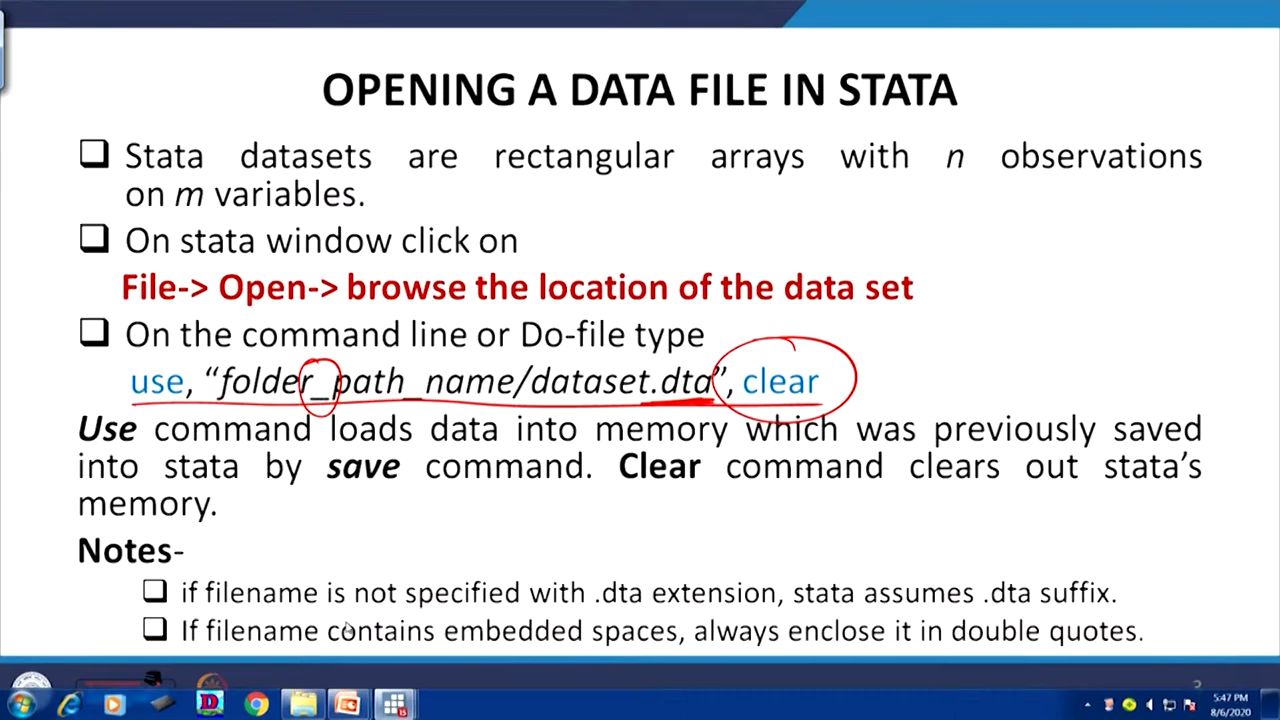 OPENING A DATA FILE IN STATA
❑ Stata datasets are rectangular arrays with n observations
on m variables.
❑ On stata window click on
File-> Open-> browse the location of the data set
❑ On the command line or Do-file type
use, “folder_path_name/dataset.dta”, clear
Use command loads data into memory which was previously saved
into stata by save command. Clear command clears out stata’s
memory.
Notes-
❑ if filename is not specified with .dta extension, stata assumes .dta suffix.
❑ If filename contains embedded spaces, always enclose it in double quotes.
5:47 PM
8/6/2020